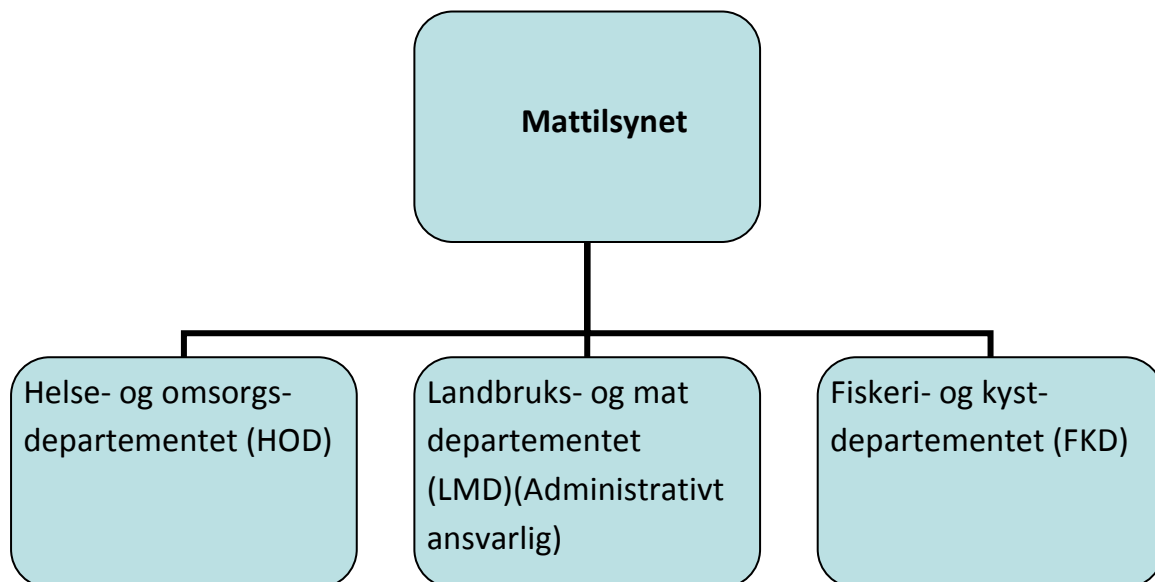 Mattilsynet
Helse- og omsorgs-
departementet (HOD)
Landbruks- og mat
departementet
(LMD)(Administrativt
ansvarlig)
Fiskeri- og kyst-
departementet (FKD)